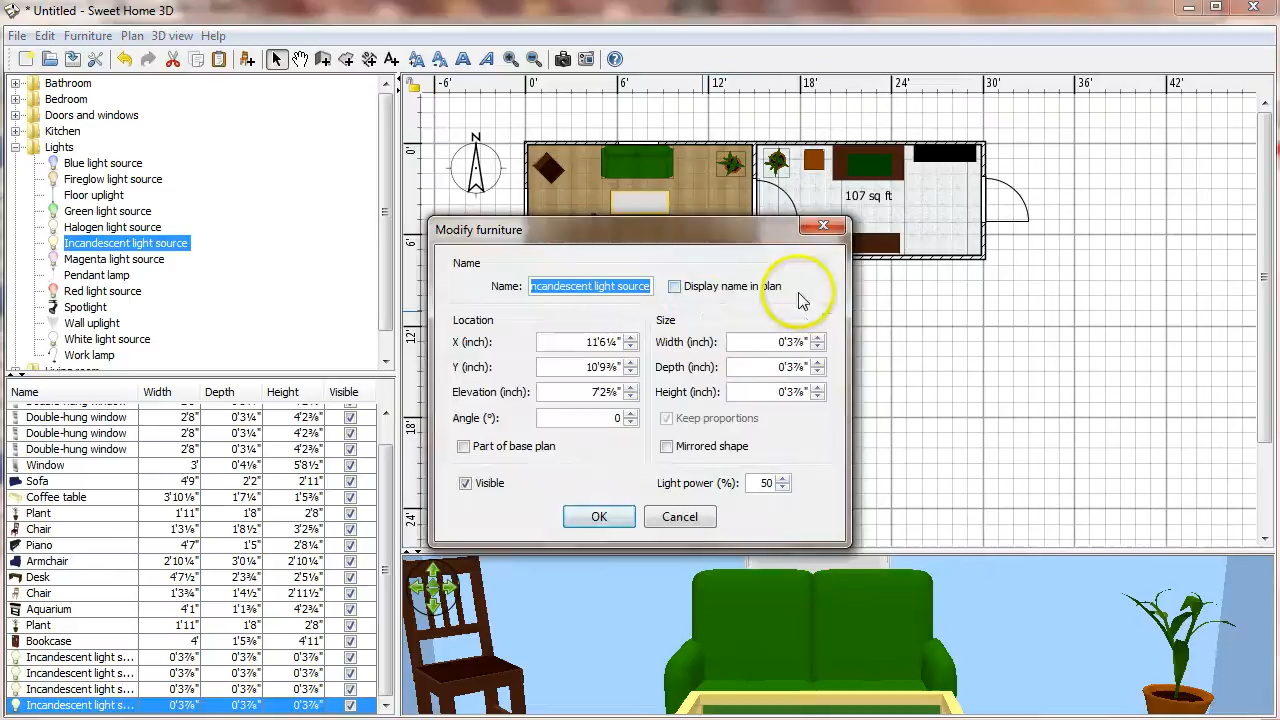 * Untitled - Sweet Home 3D
File Edit Furniture Plan 3D view Help
-6' 0' 6' 12' 18' 24' 30' 36' 42'
Bathroom
Bedroom
Doors and windows
Kitchen
Lights
Blue light source
Fireglow light source
Floor uplight
Green light source
Halogen light source
Incandescent light source
Magenta light source
Pendant lamp
Red light source
Spotlight
Wall uplight
White light source
Work lamp
N
0'
6'
12'
18'
24'
107 sq ft
Modify furniture
Name
Name: ncandescent light source Display name in plan
Location Size
X (inch): 11'6¼" Width (inch): 0'3⅞"
Y (inch): 10'9⅜" Depth (inch): 0'3⅞"
Elevation (inch): 7'2⅝" Height (inch): 0'3⅞"
Angle (°): 0 Keep proportions
Part of base plan Mirrored shape
Visible Light power (%): 50
OK Cancel
Name Width Depth Height Visible
Double-hung window 2'8" 0'3¼" 4'2⅜"
Double-hung window 2'8" 0'3¼" 4'2⅜"
Double-hung window 2'8" 0'3¼" 4'2⅜"
Window 3' 0'4⅛" 5'8½"
Sofa 4'9" 2'2" 2'11"
Coffee table 3'10⅛" 1'7¼" 1'5⅜"
Plant 1'11" 1'8" 2'8"
Chair 1'3⅛" 1'8½" 3'2⅝"
Piano 4'7" 1'5" 2'8¼"
Armchair 2'10¼" 3'0¼" 2'10¼"
Desk 4'7½" 2'3¾" 2'5⅛"
Chair 1'3¾" 1'4¾" 2'11½"
Aquarium 4'1" 1'1⅜" 4'2¾"
Plant 1'11" 1'8" 2'8"
Bookcase 4' 1'5⅜" 4'11"
Incandescent light s... 0'3⅞" 0'3⅞" 0'3⅞"
Incandescent light s... 0'3⅞" 0'3⅞" 0'3⅞"
Incandescent light s... 0'3⅞" 0'3⅞" 0'3⅞"
Incandescent light s... 0'3⅞" 0'3⅞" 0'3⅞"